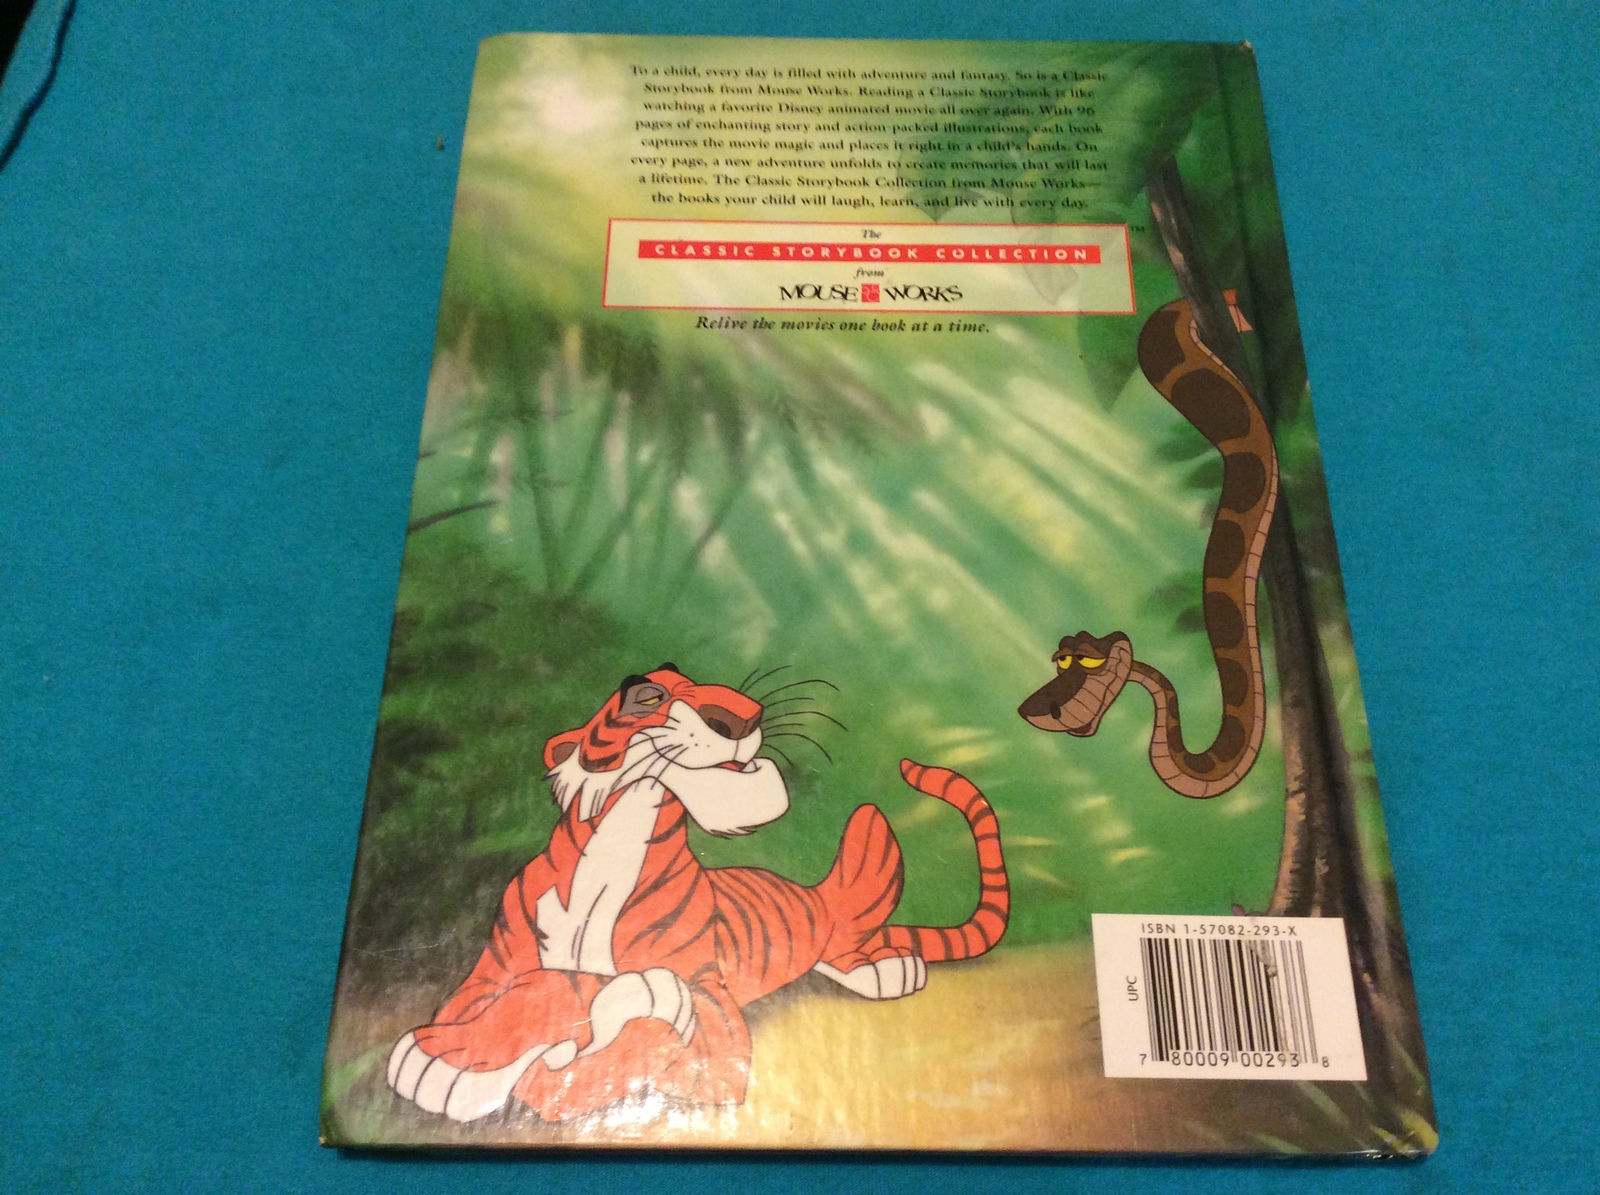 To a child, every day is filled with adventure and fantasy. So is a Classic
Storybook from Mouse Works. Reading a Classic Storybook is like
watching a favorite Disney animated movie all over again. With 96
pages of enchanting story and action-packed illustrations, each book
captures the movie magic and places it right in a child's hands. On
every page, a new adventure unfolds to create memories that will last
a lifetime. The Classic Storybook Collection from Mouse Works—
the books your child will laugh, learn, and live with every day.
The
CLASSIC STORYBOOK COLLECTION
™
from
MOUSE WORKS
Relive the movies one book at a time.
ISBN 1-57082-293-X
UPC
7 80009 00293 8